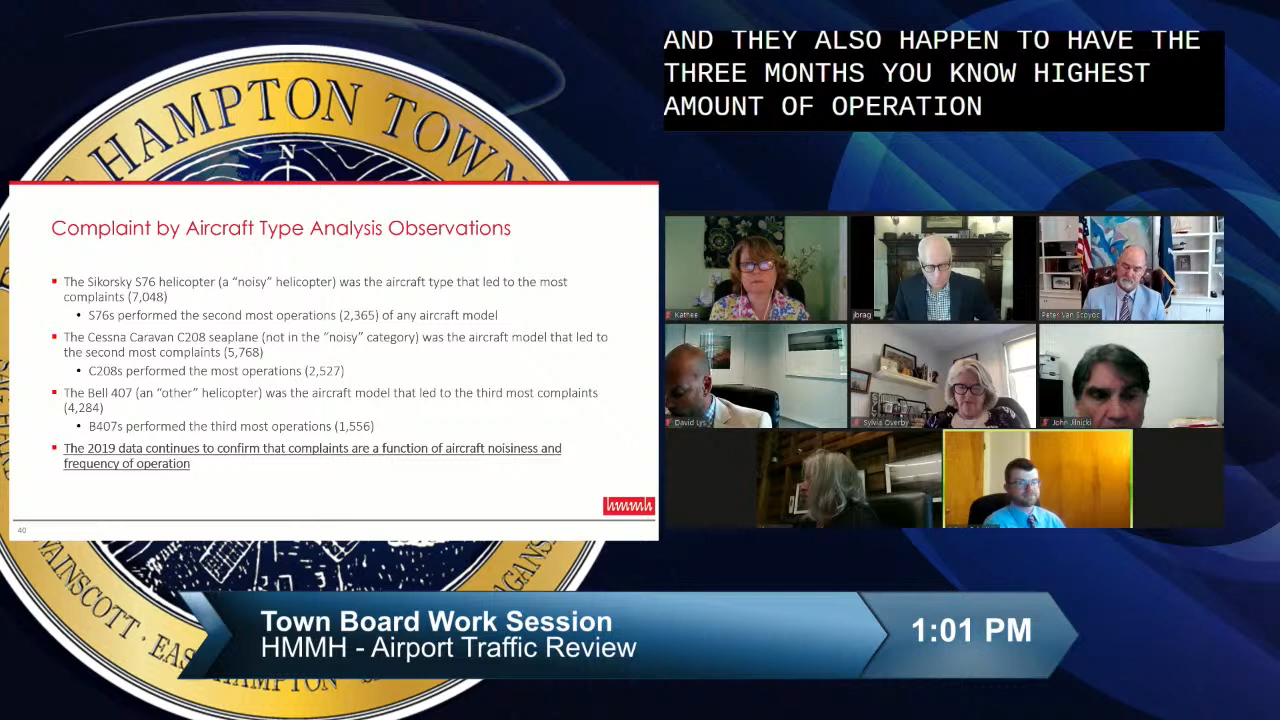 AND THEY ALSO HAPPEN TO HAVE THE
THREE MONTHS YOU KNOW HIGHEST
AMOUNT OF OPERATION
HAMPTON TOWN
N
Complaint by Aircraft Type Analysis Observations
The Sikorsky S76 helicopter (a “noisy” helicopter) was the aircraft type that led to the most
complaints (7,048)
S76s performed the second most operations (2,365) of any aircraft model
The Cessna Caravan C208 seaplane (not in the “noisy” category) was the aircraft model that led to
the second most complaints (5,768)
C208s performed the most operations (2,527)
The Bell 407 (an “other” helicopter) was the aircraft model that led to the third most complaints
(4,284)
B407s performed the third most operations (1,556)
The 2019 data continues to confirm that complaints are a function of aircraft noisiness and
frequency of operation
hmmh
40
Kathee
jbrag
Peter Van Scoyoc
David Lys
Sylvia Overby
John Jilnicki
WAINSCOTT · EAS
HAMPTON
AGANS
Town Board Work Session
HMMH - Airport Traffic Review
1:01 PM